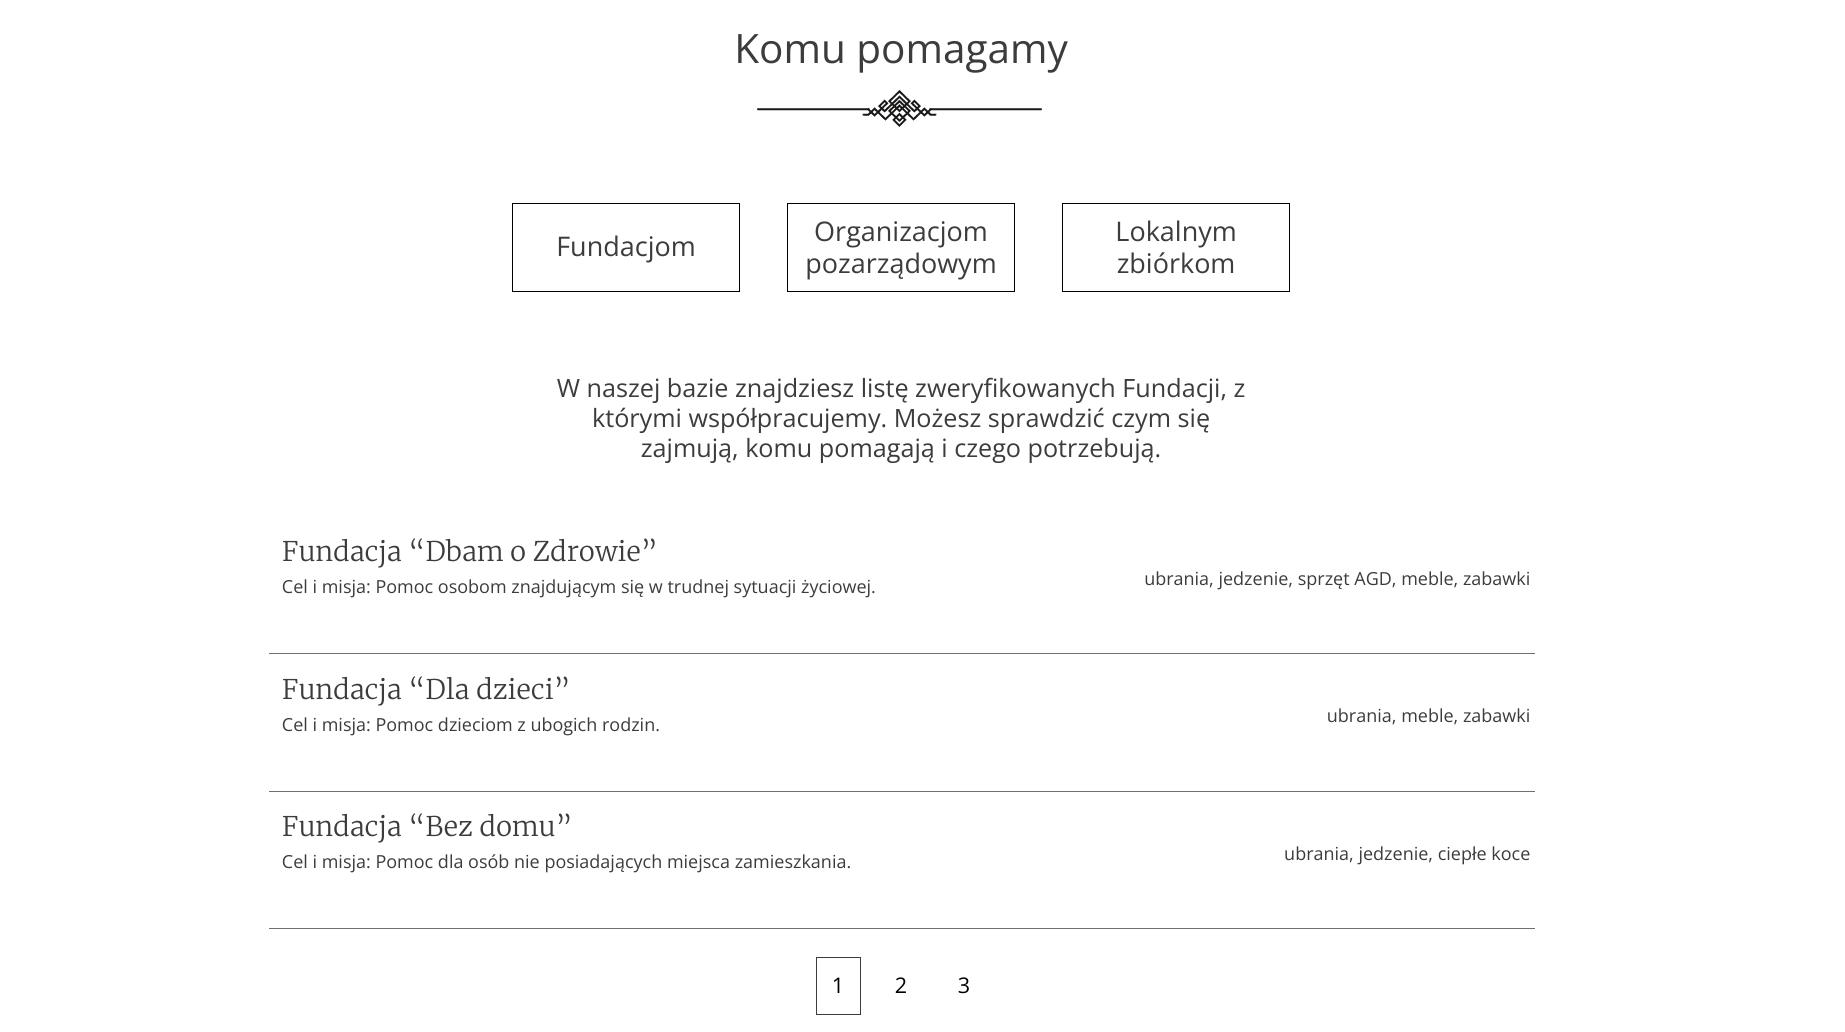 Komu pomagamy
Fundacjom
Organizacjom
pozarządowym
Lokalnym
zbiórkom
W naszej bazie znajdziesz listę zweryfikowanych Fundacji, z
którymi współpracujemy. Możesz sprawdzić czym się
zajmują, komu pomagają i czego potrzebują.
Fundacja “Dbam o Zdrowie”
Cel i misja: Pomoc osobom znajdującym się w trudnej sytuacji życiowej.
ubrania, jedzenie, sprzęt AGD, meble, zabawki
Fundacja “Dla dzieci”
Cel i misja: Pomoc dzieciom z ubogich rodzin.
ubrania, meble, zabawki
Fundacja “Bez domu”
Cel i misja: Pomoc dla osób nie posiadających miejsca zamieszkania.
ubrania, jedzenie, ciepłe koce
1 2 3